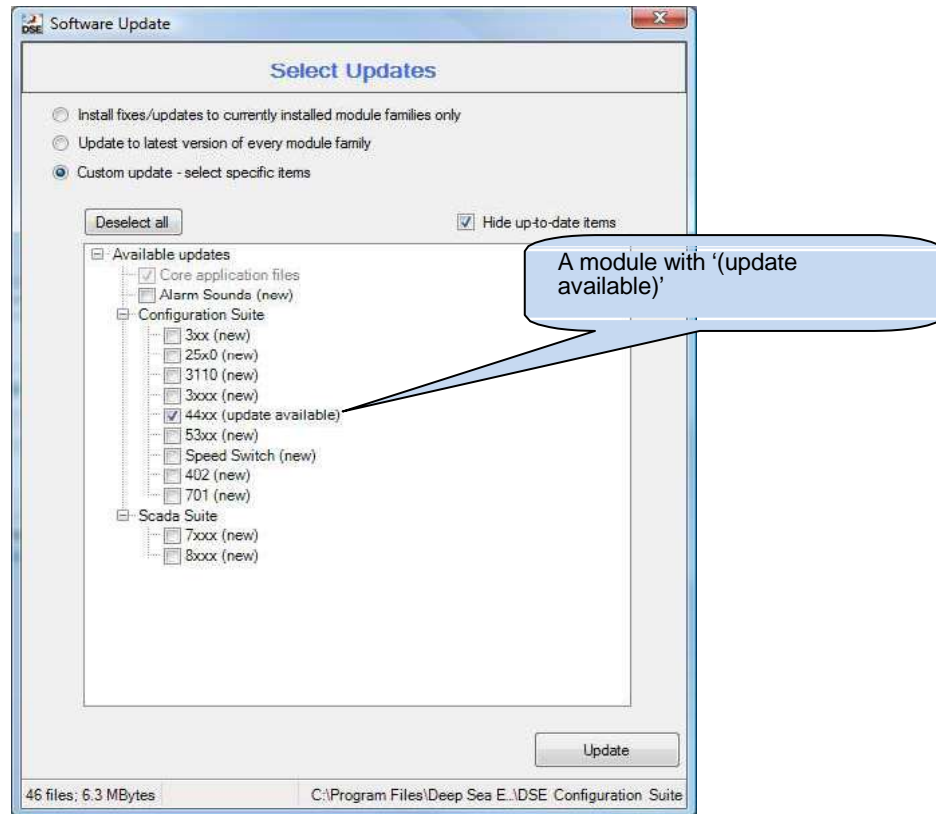 DSE Software Update
Select Updates
Install fixes/updates to currently installed module families only
Update to latest version of every module family
Custom update - select specific items
Deselect all Hide up-to-date items
Available updates
Core application files
Alarm Sounds (new)
Configuration Suite
3xx (new)
25x0 (new)
3110 (new)
3xxx (new)
44xx (update available)
53xx (new)
Speed Switch (new)
402 (new)
701 (new)
Scada Suite
7xxx (new)
8xxx (new)
A module with ‘(update
available)’
Update
46 files; 6.3 MBytes C:\Program Files\Deep Sea E..\DSE Configuration Suite